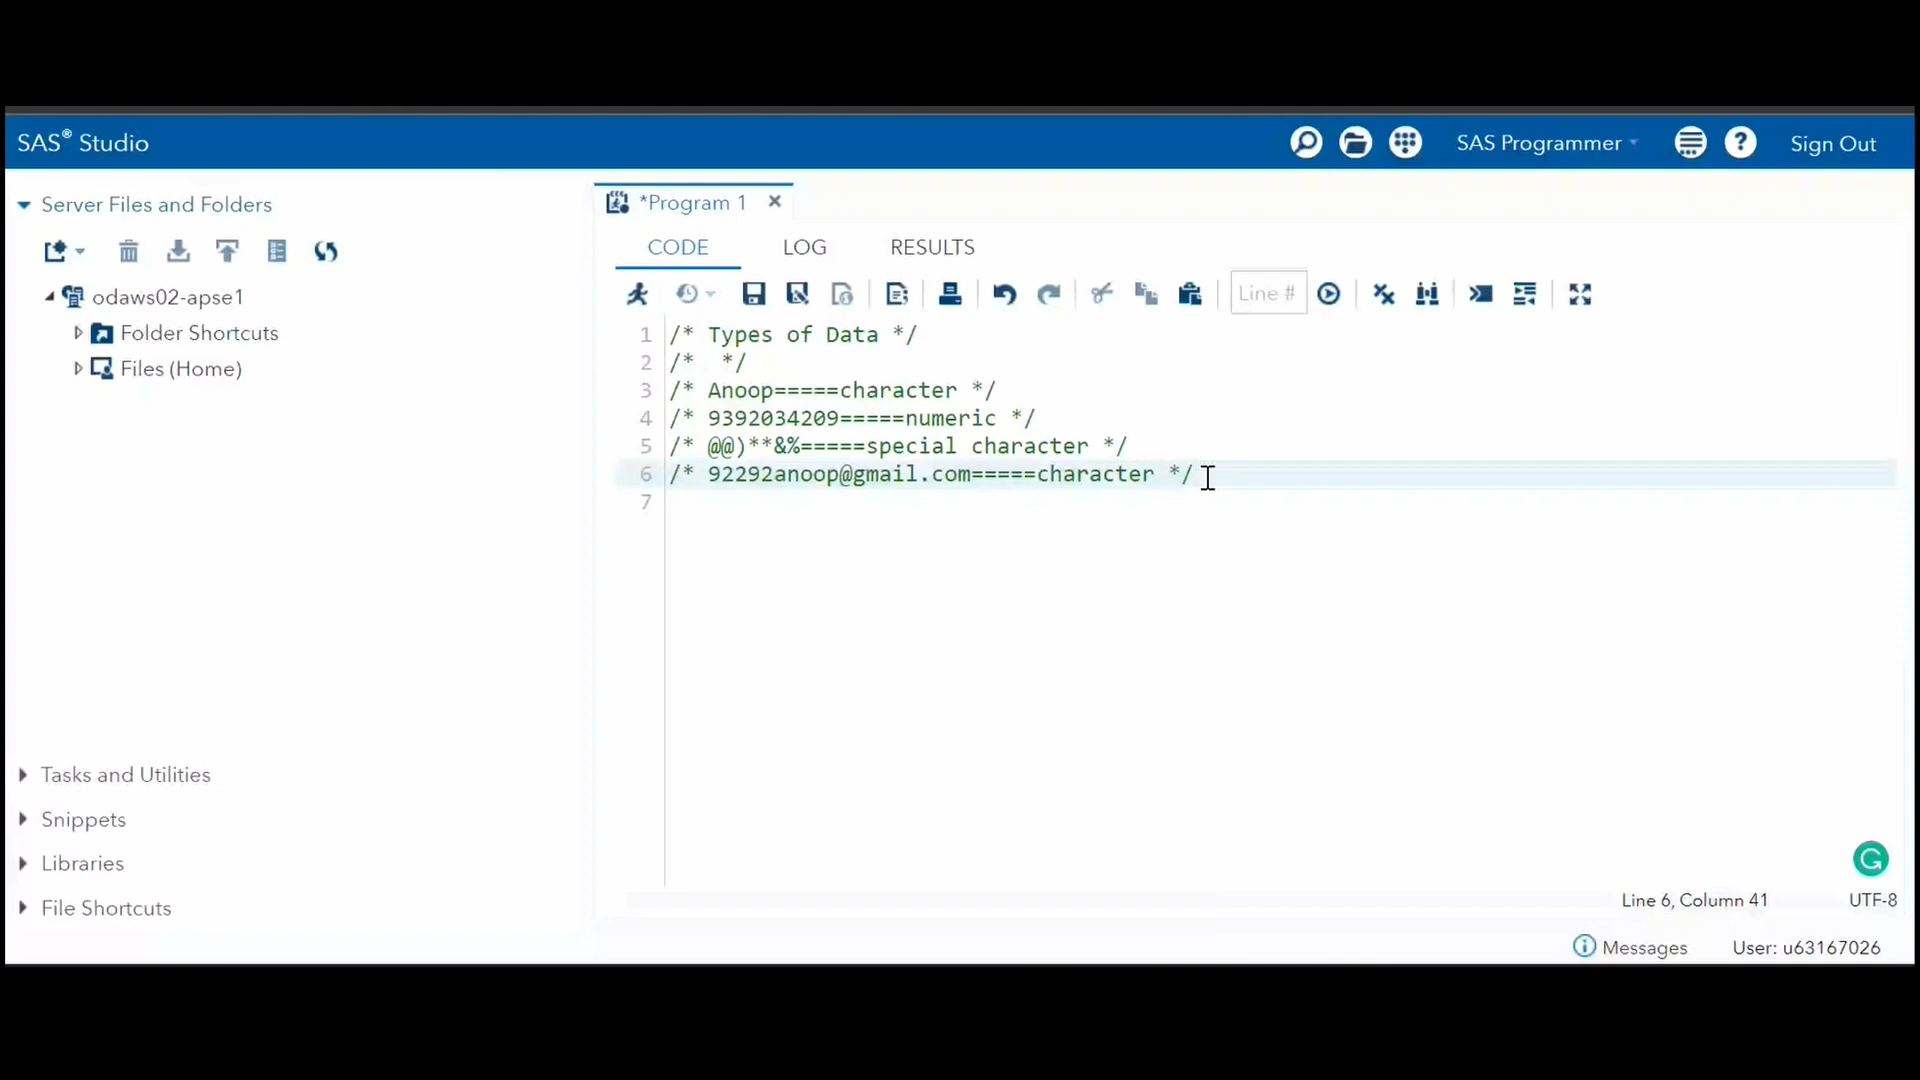 SAS® Studio
SAS Programmer
Sign Out
Server Files and Folders
odaws02-apse1
Folder Shortcuts
Files (Home)
Tasks and Utilities
Snippets
Libraries
File Shortcuts
*Program 1
CODE LOG RESULTS
Line #
1 /* Types of Data */
2 /*  */
3 /* Anoop=====character */
4 /* 9392034209=====numeric */
5 /* @@)**&%=====special character */
6 /* 92292anoop@gmail.com=====character */
7
Line 6, Column 41 UTF-8
Messages User: u63167026